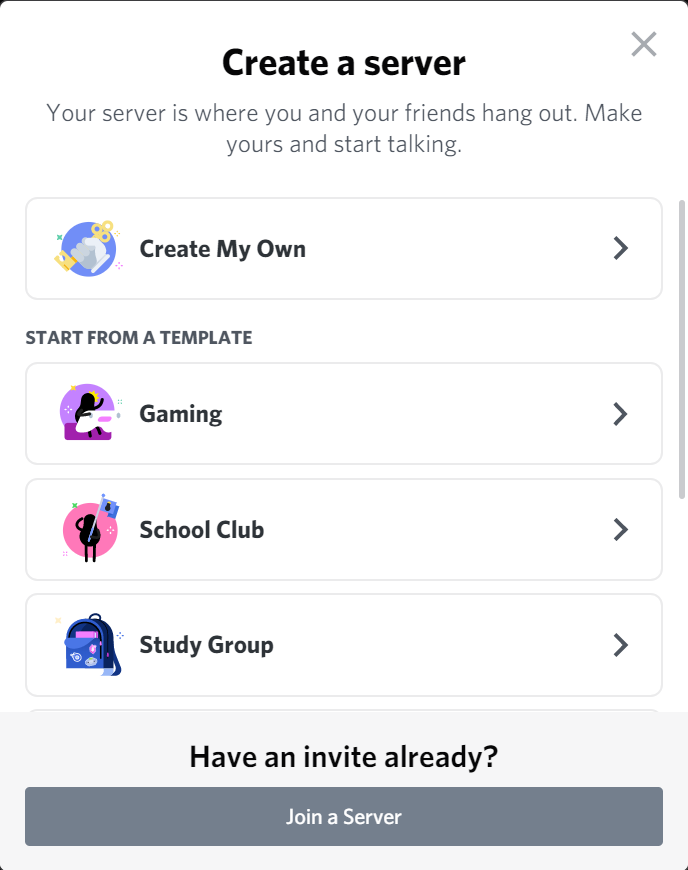 Create a server
Your server is where you and your friends hang out. Make
yours and start talking.
Create My Own
START FROM A TEMPLATE
Gaming
School Club
Study Group
Have an invite already?
Join a Server